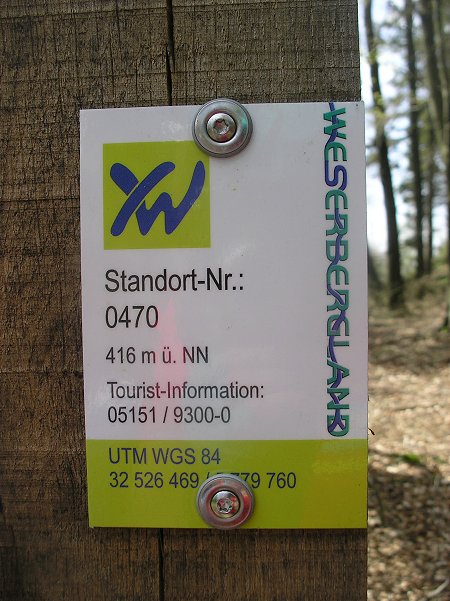 XW
WESERBERGLAND
Standort-Nr.:
0470
416 m ü. NN
Tourist-Information:
05151 / 9300-0
UTM WGS 84
32 526 469 / 779 760